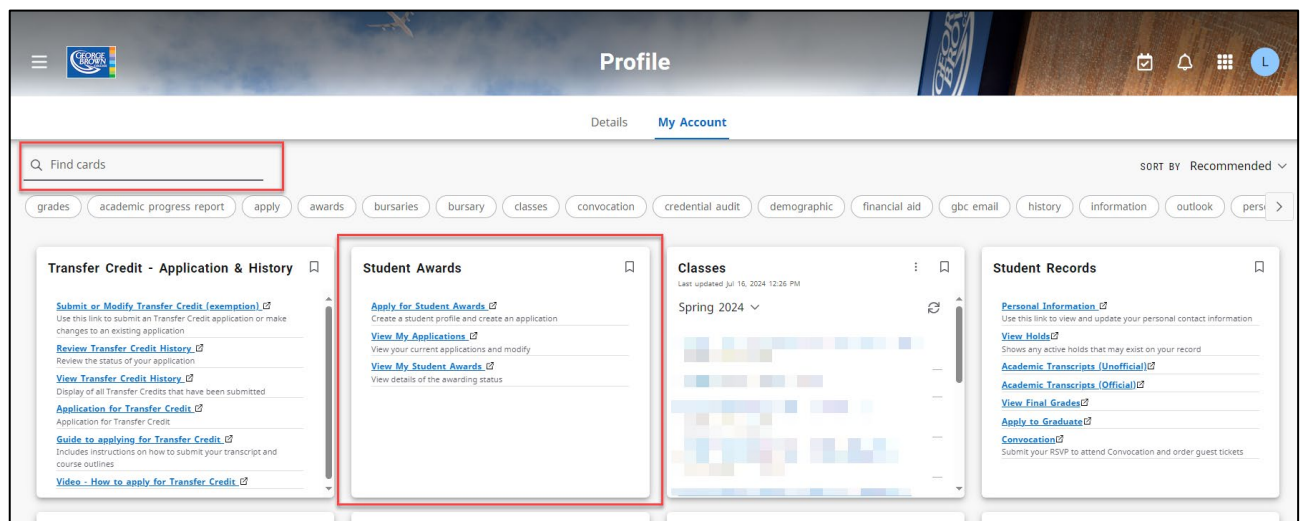 GEORGE BROWN
Profile
GEORGE BROWN
L
Details
My Account
Find cards
SORT BY Recommended
grades
academic progress report
apply
awards
bursaries
bursary
classes
convocation
credential audit
demographic
financial aid
gbc email
history
information
outlook
pers
Transfer Credit - Application & History
Submit or Modify Transfer Credit (exemption)
Use this link to submit an Transfer Credit application or make
changes to an existing application
Review Transfer Credit History
Review the status of your application
View Transfer Credit History
Display of all Transfer Credits that have been submitted
Application for Transfer Credit
Application for Transfer Credit
Guide to applying for Transfer Credit
Includes instructions on how to submit your transcript and
course outlines
Video - How to apply for Transfer Credit
Student Awards
Apply for Student Awards
Create a student profile and create an application
View My Applications
View your current applications and modify
View My Student Awards
View details of the awarding status
Classes
Last updated Jul 16, 2024 12:26 PM
Spring 2024
Student Records
Personal Information
Use this link to view and update your personal contact information
View Holds
Shows any active holds that may exist on your record
Academic Transcripts (Unofficial)
Academic Transcripts (Official)
View Final Grades
Apply to Graduate
Convocation
Submit your RSVP to attend Convocation and order guest tickets